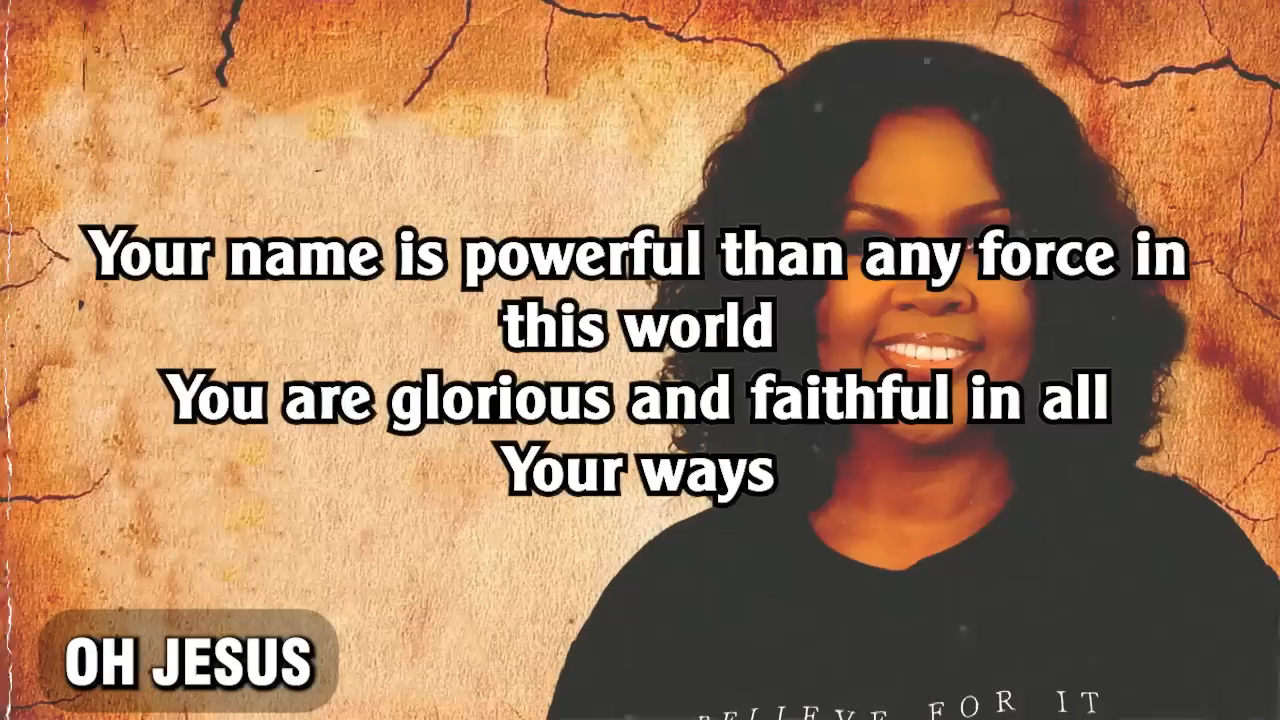 Your name is powerful than any force in
this world
You are glorious and faithful in all
Your ways
OH JESUS
BELIEVE FOR IT